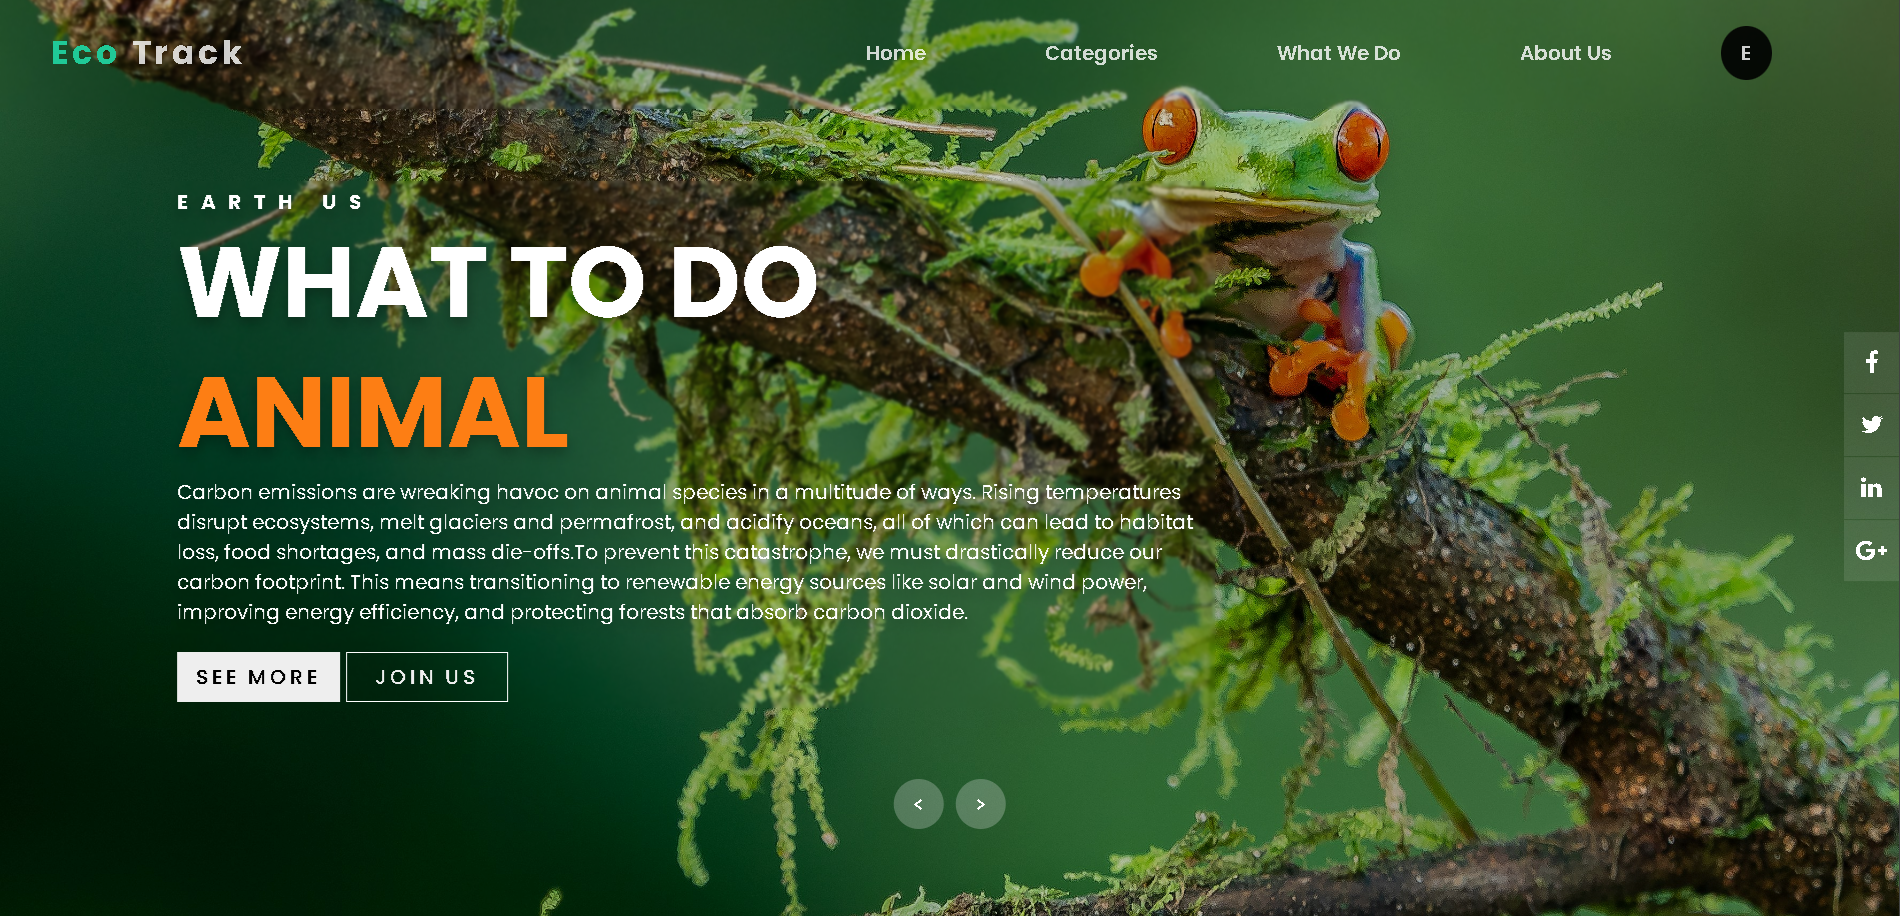 Eco Track
Home
Categories
What We Do
About Us
E
EARTH US
WHAT TO DO
ANIMAL
Carbon emissions are wreaking havoc on animal species in a multitude of ways. Rising temperatures
disrupt ecosystems, melt glaciers and permafrost, and acidify oceans, all of which can lead to habitat
loss, food shortages, and mass die-offs.To prevent this catastrophe, we must drastically reduce our
carbon footprint. This means transitioning to renewable energy sources like solar and wind power,
improving energy efficiency, and protecting forests that absorb carbon dioxide.
SEE MORE
JOIN US
<
>
f
in
G+